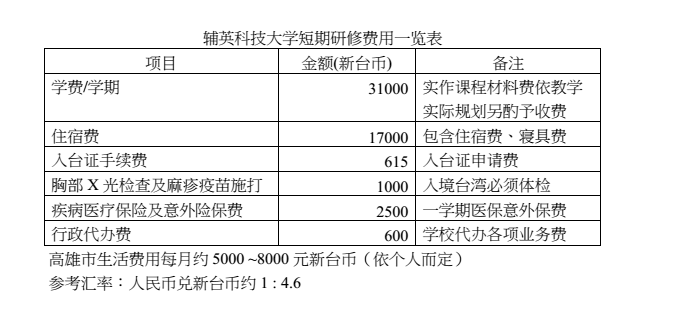 辅英科技大学短期研修费用一览表
项目 金额(新台币) 备注
学费/学期 31000 实作课程材料费依教学
实际规划另酌予收费
住宿费 17000 包含住宿费、寝具费
入台证手续费 615 入台证申请费
胸部 X 光检查及麻疹疫苗施打 1000 入境台湾必须体检
疾病医疗保险及意外险保费 2500 一学期医保意外保费
行政代办费 600 学校代办各项业务费
高雄市生活费用每月约 5000 ~8000 元新台币（依个人而定）
参考汇率：人民币兑新台币约 1 : 4.6